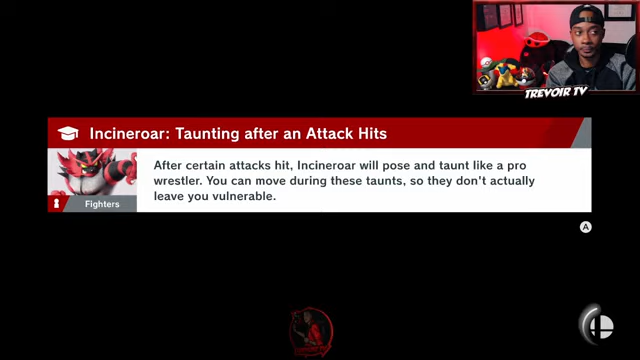 TREVOIR TV
Incineroar: Taunting after an Attack Hits
After certain attacks hit, Incineroar will pose and taunt like a pro
wrestler. You can move during these taunts, so they don't actually
leave you vulnerable.
Fighters
A